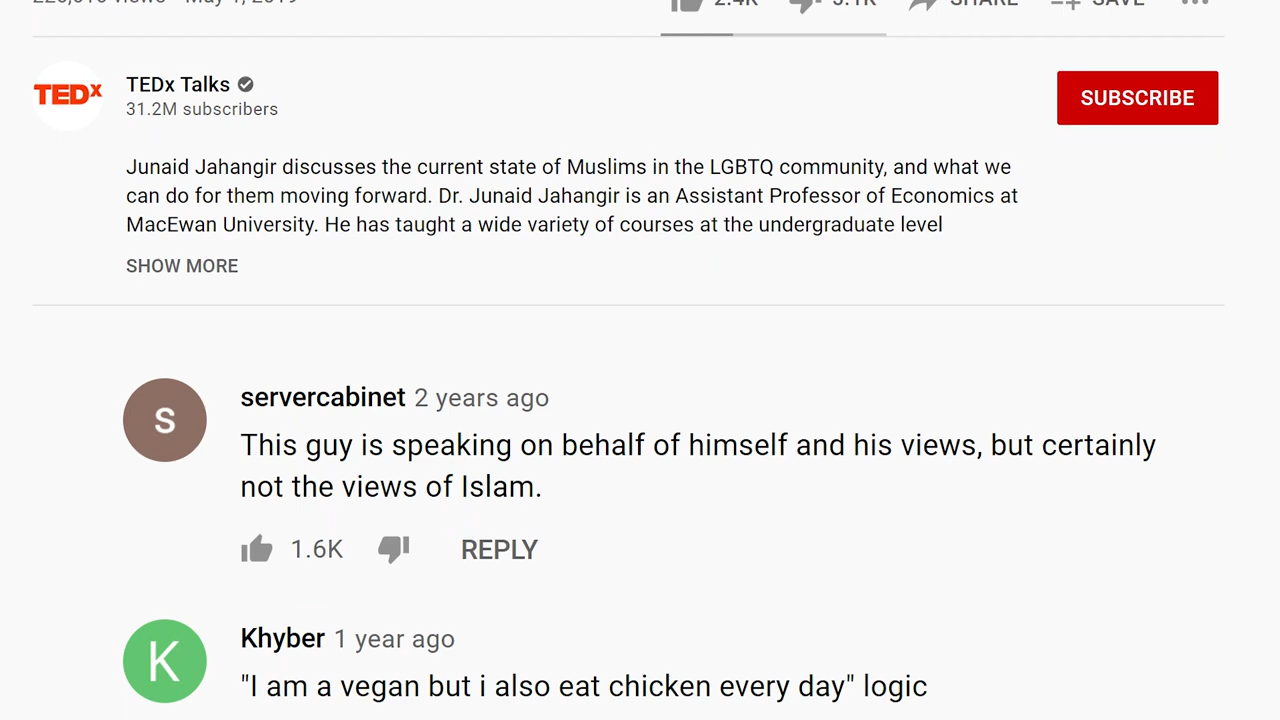 TEDx
TEDx Talks
31.2M subscribers
SUBSCRIBE
Junaid Jahangir discusses the current state of Muslims in the LGBTQ community, and what we
can do for them moving forward. Dr. Junaid Jahangir is an Assistant Professor of Economics at
MacEwan University. He has taught a wide variety of courses at the undergraduate level
SHOW MORE
S
servercabinet 2 years ago
This guy is speaking on behalf of himself and his views, but certainly
not the views of Islam.
1.6K REPLY
K
Khyber 1 year ago
"I am a vegan but i also eat chicken every day" logic